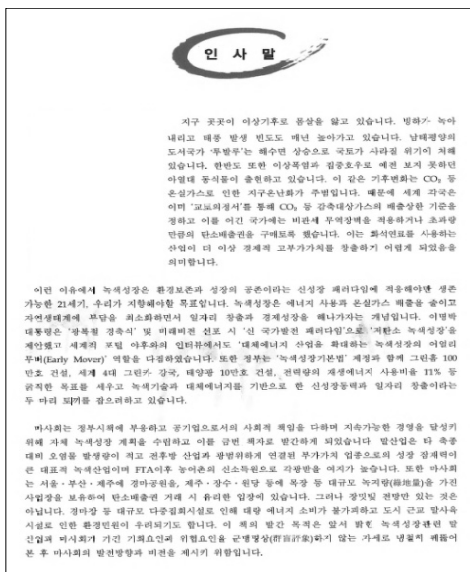 인 사 말
지구 곳곳이 이상기후로 몸살을 앓고 있습니다. 빙하가 녹아
내리고 태풍 발생 빈도도 매년 높아가고 있습니다. 남태평양의
도서국가 '투발루'는 해수면 상승으로 국토가 사라질 위기에 처해
있습니다. 한반도 또한 이상폭염과 집중호우로 예전 보지 못하던
아열대 동식물이 출현하고 있습니다. 이 같은 기후변화는 CO₂ 등
온실가스로 인한 지구온난화가 주범입니다. 때문에 세계 각국은
이미 '교토의정서'를 통해 CO₂ 등 감축대상가스의 배출상한 기준을
정하고 이를 어긴 국가에는 비관세 무역장벽을 적용하거나 초과량
만큼의 탄소배출권을 구매토록 했습니다. 이는 화석연료를 사용하는
산업이 더 이상 경제적 고부가가치를 창출하기 어렵게 되었음을
의미합니다.
이런 이유에서 녹색성장은 환경보존과 성장의 공존이라는 신성장 패러다임에 적응해야만 생존
가능한 21세기, 우리가 지향해야할 목표입니다. 녹색성장은 에너지 사용과 온실가스 배출을 줄이고
자연생태계에 부담을 최소화하면서 일자리 창출과 경제성장을 해나가자는 개념입니다. 이명박
대통령은 '광복절 경축식' 및 미래비전 선포 시 '신 국가발전 패러다임'으로 '저탄소 녹색성장'을
제안했고 세계적 포털 야후와의 인터뷰에서도 '대체에너지 산업을 확대하는 녹색성장의 어얼리
무버(Early Mover)' 역할을 다짐하였습니다. 또한 정부는 '녹색성장기본법' 제정과 함께 그린홈 100
만호 건설, 세계 4대 그린카 강국, 태양광 10만호 건설, 전력량의 재생에너지 사용비율 11% 등
굵직한 목표를 세우고 녹색기술과 대체에너지를 기반으로 한 신성장동력과 일자리 창출이라는
두 마리 토끼를 잡으려하고 있습니다.
마사회는 정부시책에 부응하고 공기업으로서의 사회적 책임을 다하며 지속가능한 경영을 달성키
위해 자체 녹색성장 계획을 수립하고 이를 금번 책자로 발간하게 되었습니다 말산업은 타 축종
대비 오염물 발생량이 적고 전후방 산업과 광범위하게 연결된 부가가치 업종으로의 성장 잠재력이
큰 대표적 녹색산업이며 FTA이후 농어촌의 신소득원으로 각광받을 여지가 높습니다. 또한 마사회
는 서울・부산・제주에 경마공원을, 제주・장수・원당 등에 목장 등 대규모 녹지량(綠地量)을 가진
사업장을 보유하여 탄소배출권 거래 시 유리한 입장에 있습니다. 그러나 장밋빛 전망만 있는 것은
아닙니다. 경마장 등 대규모 다중집회시설로 인해 대량 에너지 소비가 불가피하고 도시 근교 말사육
시설로 인한 환경민원이 우려되기도 합니다. 이 책의 발간 목적은 앞서 밝힌 녹색성장관련 말
산업과 마사회가 가진 기회요인과 위협요인을 군맹평상(群盲評象)하지 않는 자세로 냉철히 꿰뚫어
본 후 마사회의 발전방향과 비전을 제시키 위함입니다.